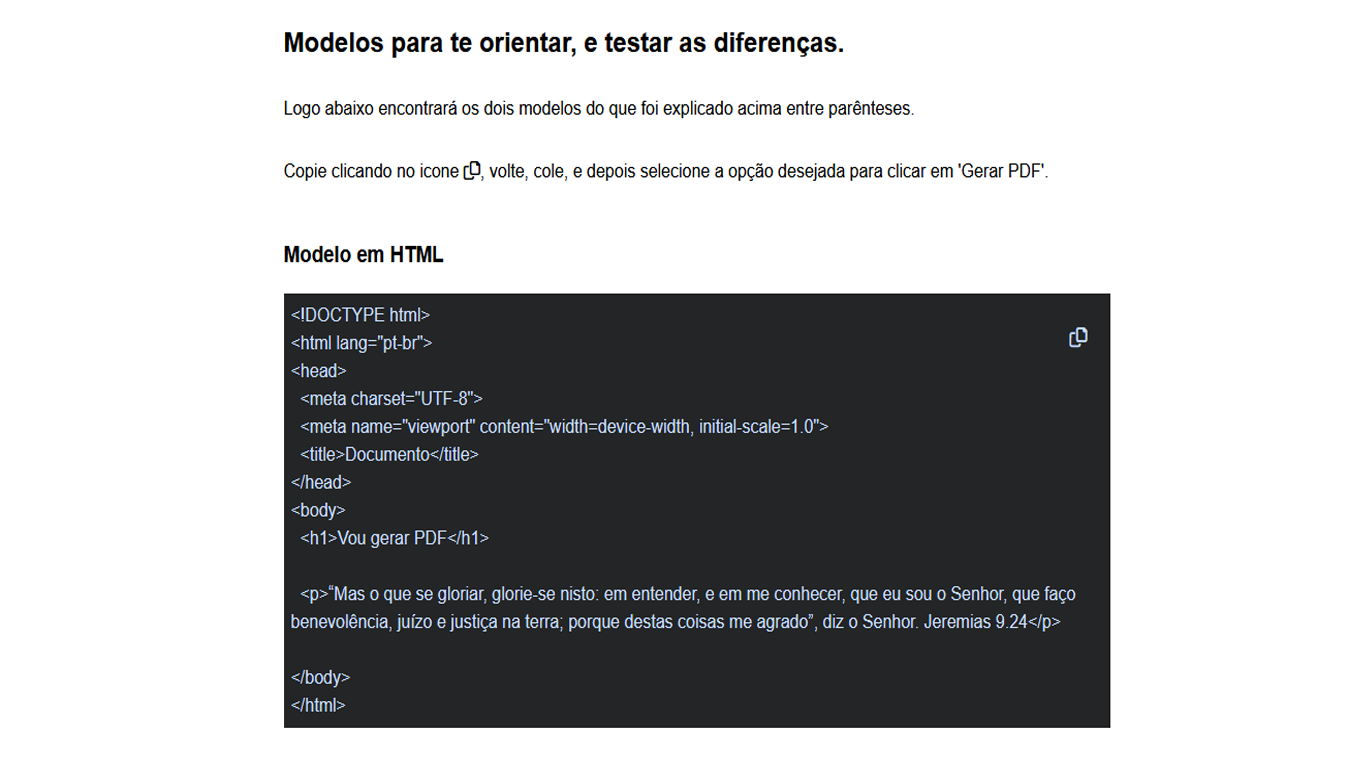 Modelos para te orientar, e testar as diferenças.
Logo abaixo encontrará os dois modelos do que foi explicado acima entre parênteses.
Copie clicando no icone , volte, cole, e depois selecione a opção desejada para clicar em 'Gerar PDF'.
Modelo em HTML
<!DOCTYPE html>
<html lang="pt-br">
<head>
  <meta charset="UTF-8">
  <meta name="viewport" content="width=device-width, initial-scale=1.0">
  <title>Documento</title>
</head>
<body>
  <h1>Vou gerar PDF</h1>
  <p>“Mas o que se gloriar, glorie-se nisto: em entender, e em me conhecer, que eu sou o Senhor, que faço
benevolência, juízo e justiça na terra; porque destas coisas me agrado”, diz o Senhor. Jeremias 9.24</p>
</body>
</html>